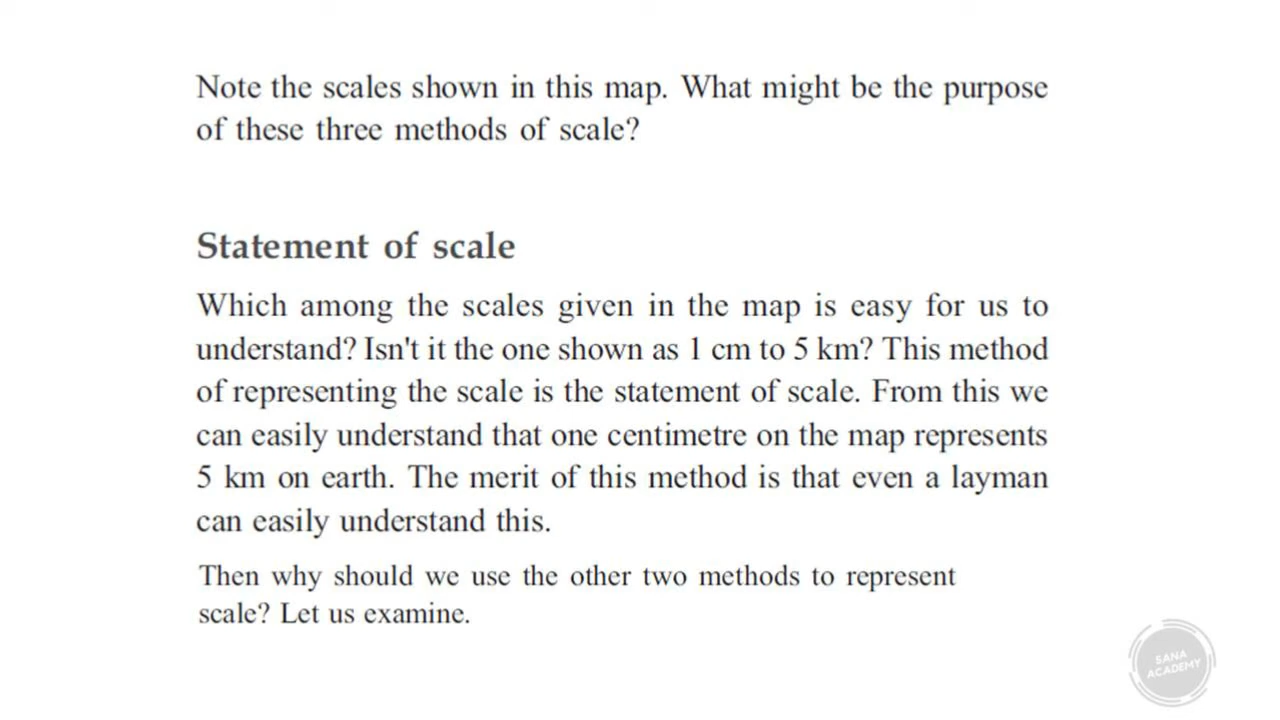 Note the scales shown in this map. What might be the purpose
of these three methods of scale?
Statement of scale
Which among the scales given in the map is easy for us to
understand? Isn't it the one shown as 1 cm to 5 km? This method
of representing the scale is the statement of scale. From this we
can easily understand that one centimetre on the map represents
5 km on earth. The merit of this method is that even a layman
can easily understand this.
Then why should we use the other two methods to represent
scale? Let us examine.
SANA
ACADEMY